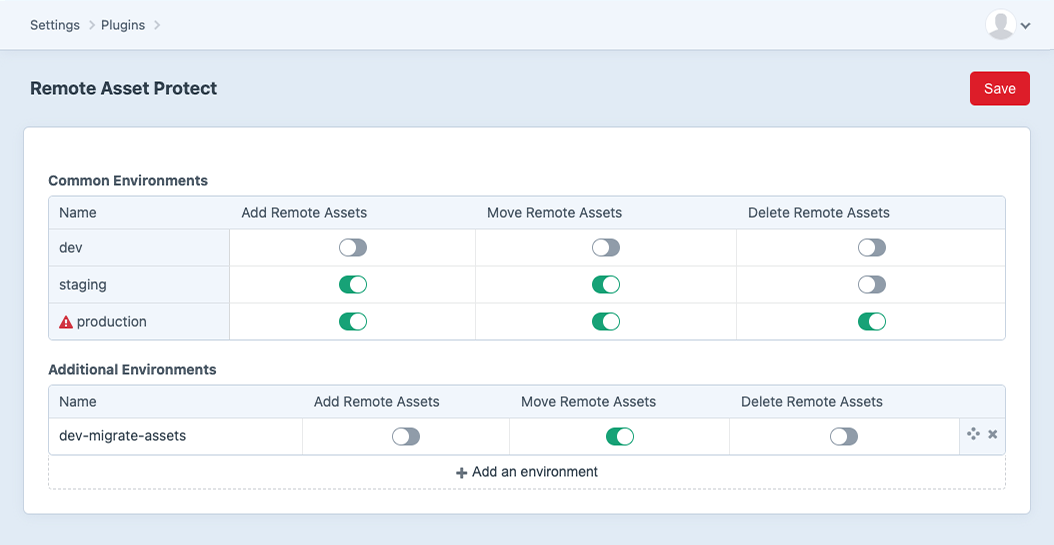 Settings Plugins
Remote Asset Protect Save
Common Environments
Name Add Remote Assets Move Remote Assets Delete Remote Assets
dev
staging
production
Additional Environments
Name Add Remote Assets Move Remote Assets Delete Remote Assets
dev-migrate-assets
Add an environment